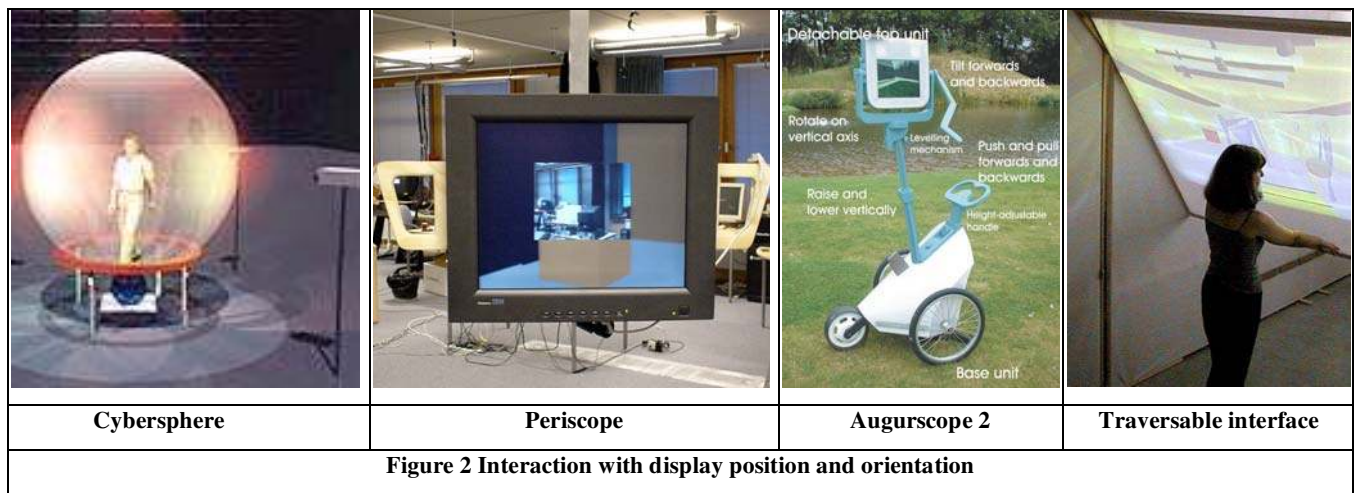 Detachable top unit
Tilt forwards
and backwards
Rotate on
vertical axis
Levelling
mechanism
Push and pull
forwards and
backwards
Raise and
lower vertically
Height-adjustable
handle
Base unit
Cybersphere
Periscope
Augurscope 2
Traversable interface
Figure 2 Interaction with display position and orientation